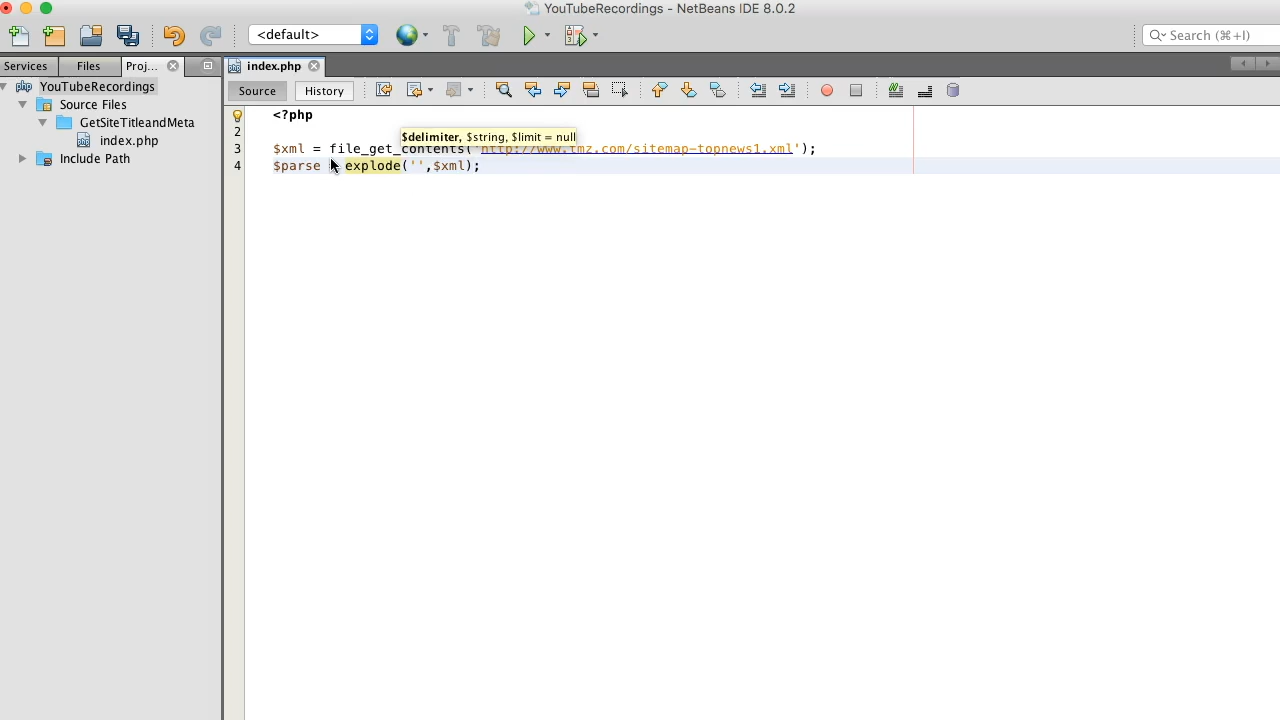 YouTubeRecordings - NetBeans IDE 8.0.2
<default>
Search (⌘+I)
Services Files Proj...
index.php
Source History
YouTubeRecordings
Source Files
GetSiteTitleandMeta
index.php
Include Path
<?php
2
$delimiter, $string, $limit = null
3 $xml = file_get_contents('http://www.tmz.com/sitemap-topnews1.xml');
4 $parse explode('',$xml);